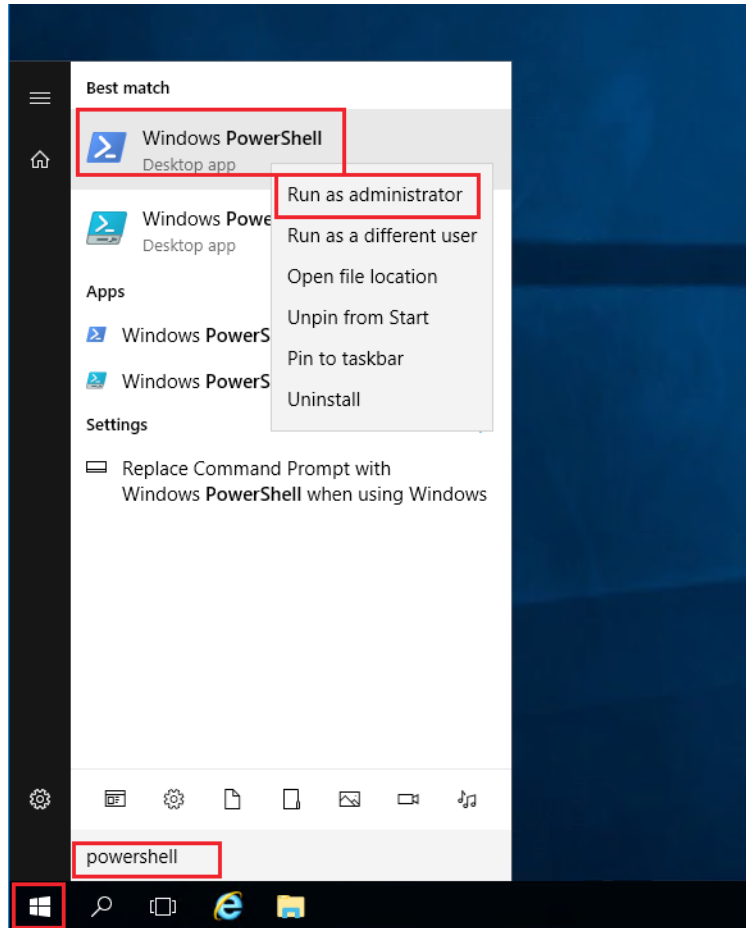 Best match
Windows PowerShell
Desktop app
Run as administrator
Windows Powe
Run as a different user
Desktop app
Open file location
Apps
Unpin from Start
Windows PowerS
Pin to taskbar
Windows PowerS
Uninstall
Settings
Replace Command Prompt with
Windows PowerShell when using Windows
powershell